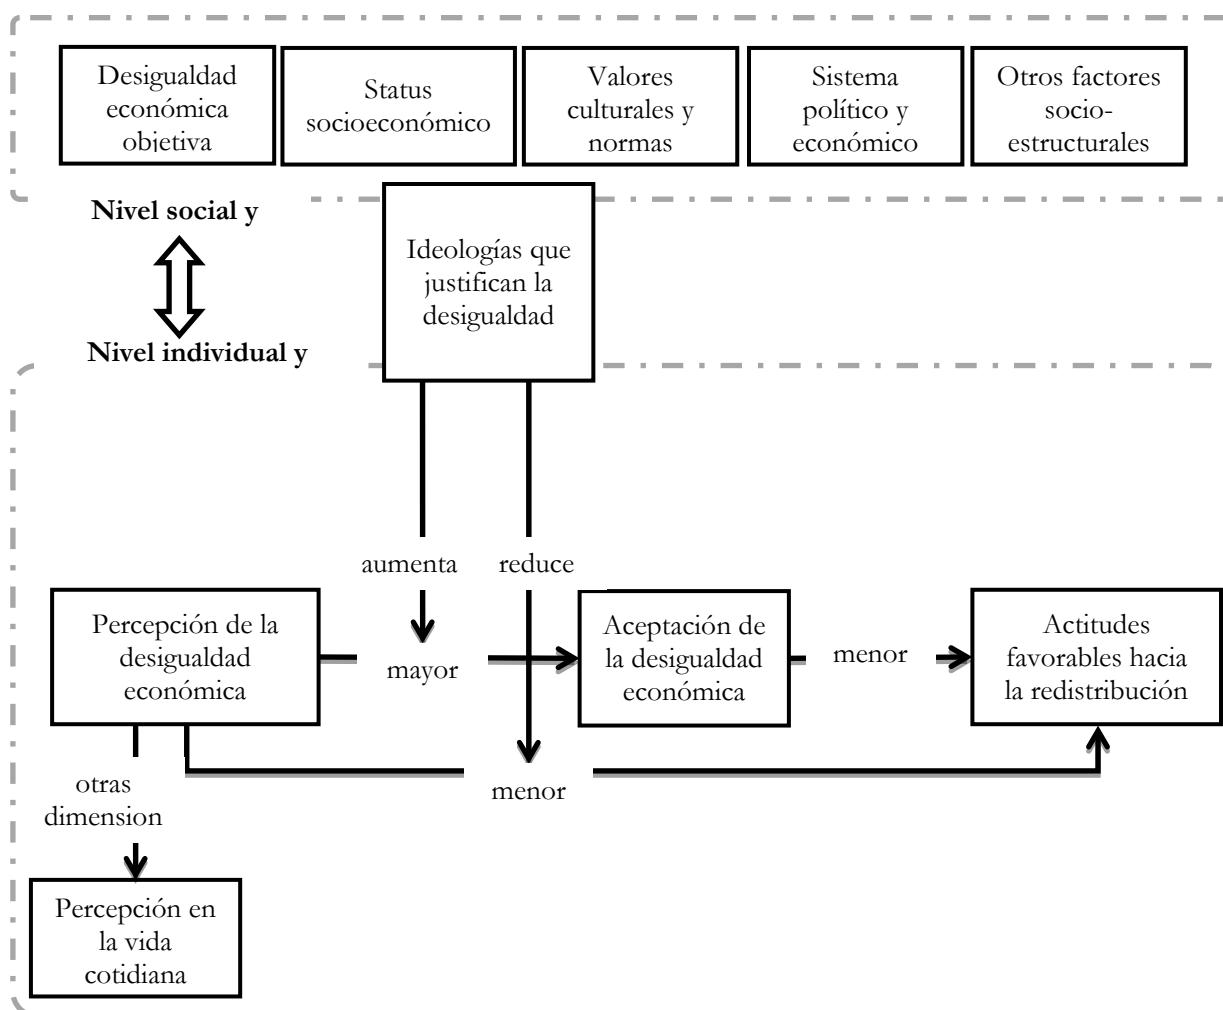 Desigualdad
económica
objetiva
Status
socioeconómico
Valores
culturales y
normas
Sistema
político y
económico
Otros factores
socio-
estructurales
Nivel social y
Ideologías que
justifican la
desigualdad
Nivel individual y
aumenta
reduce
Percepción de la
desigualdad
económica
mayor
Aceptación de
la desigualdad
económica
menor
Actitudes
favorables hacia
la redistribución
menor
otras
dimension
Percepción en
la vida
cotidiana